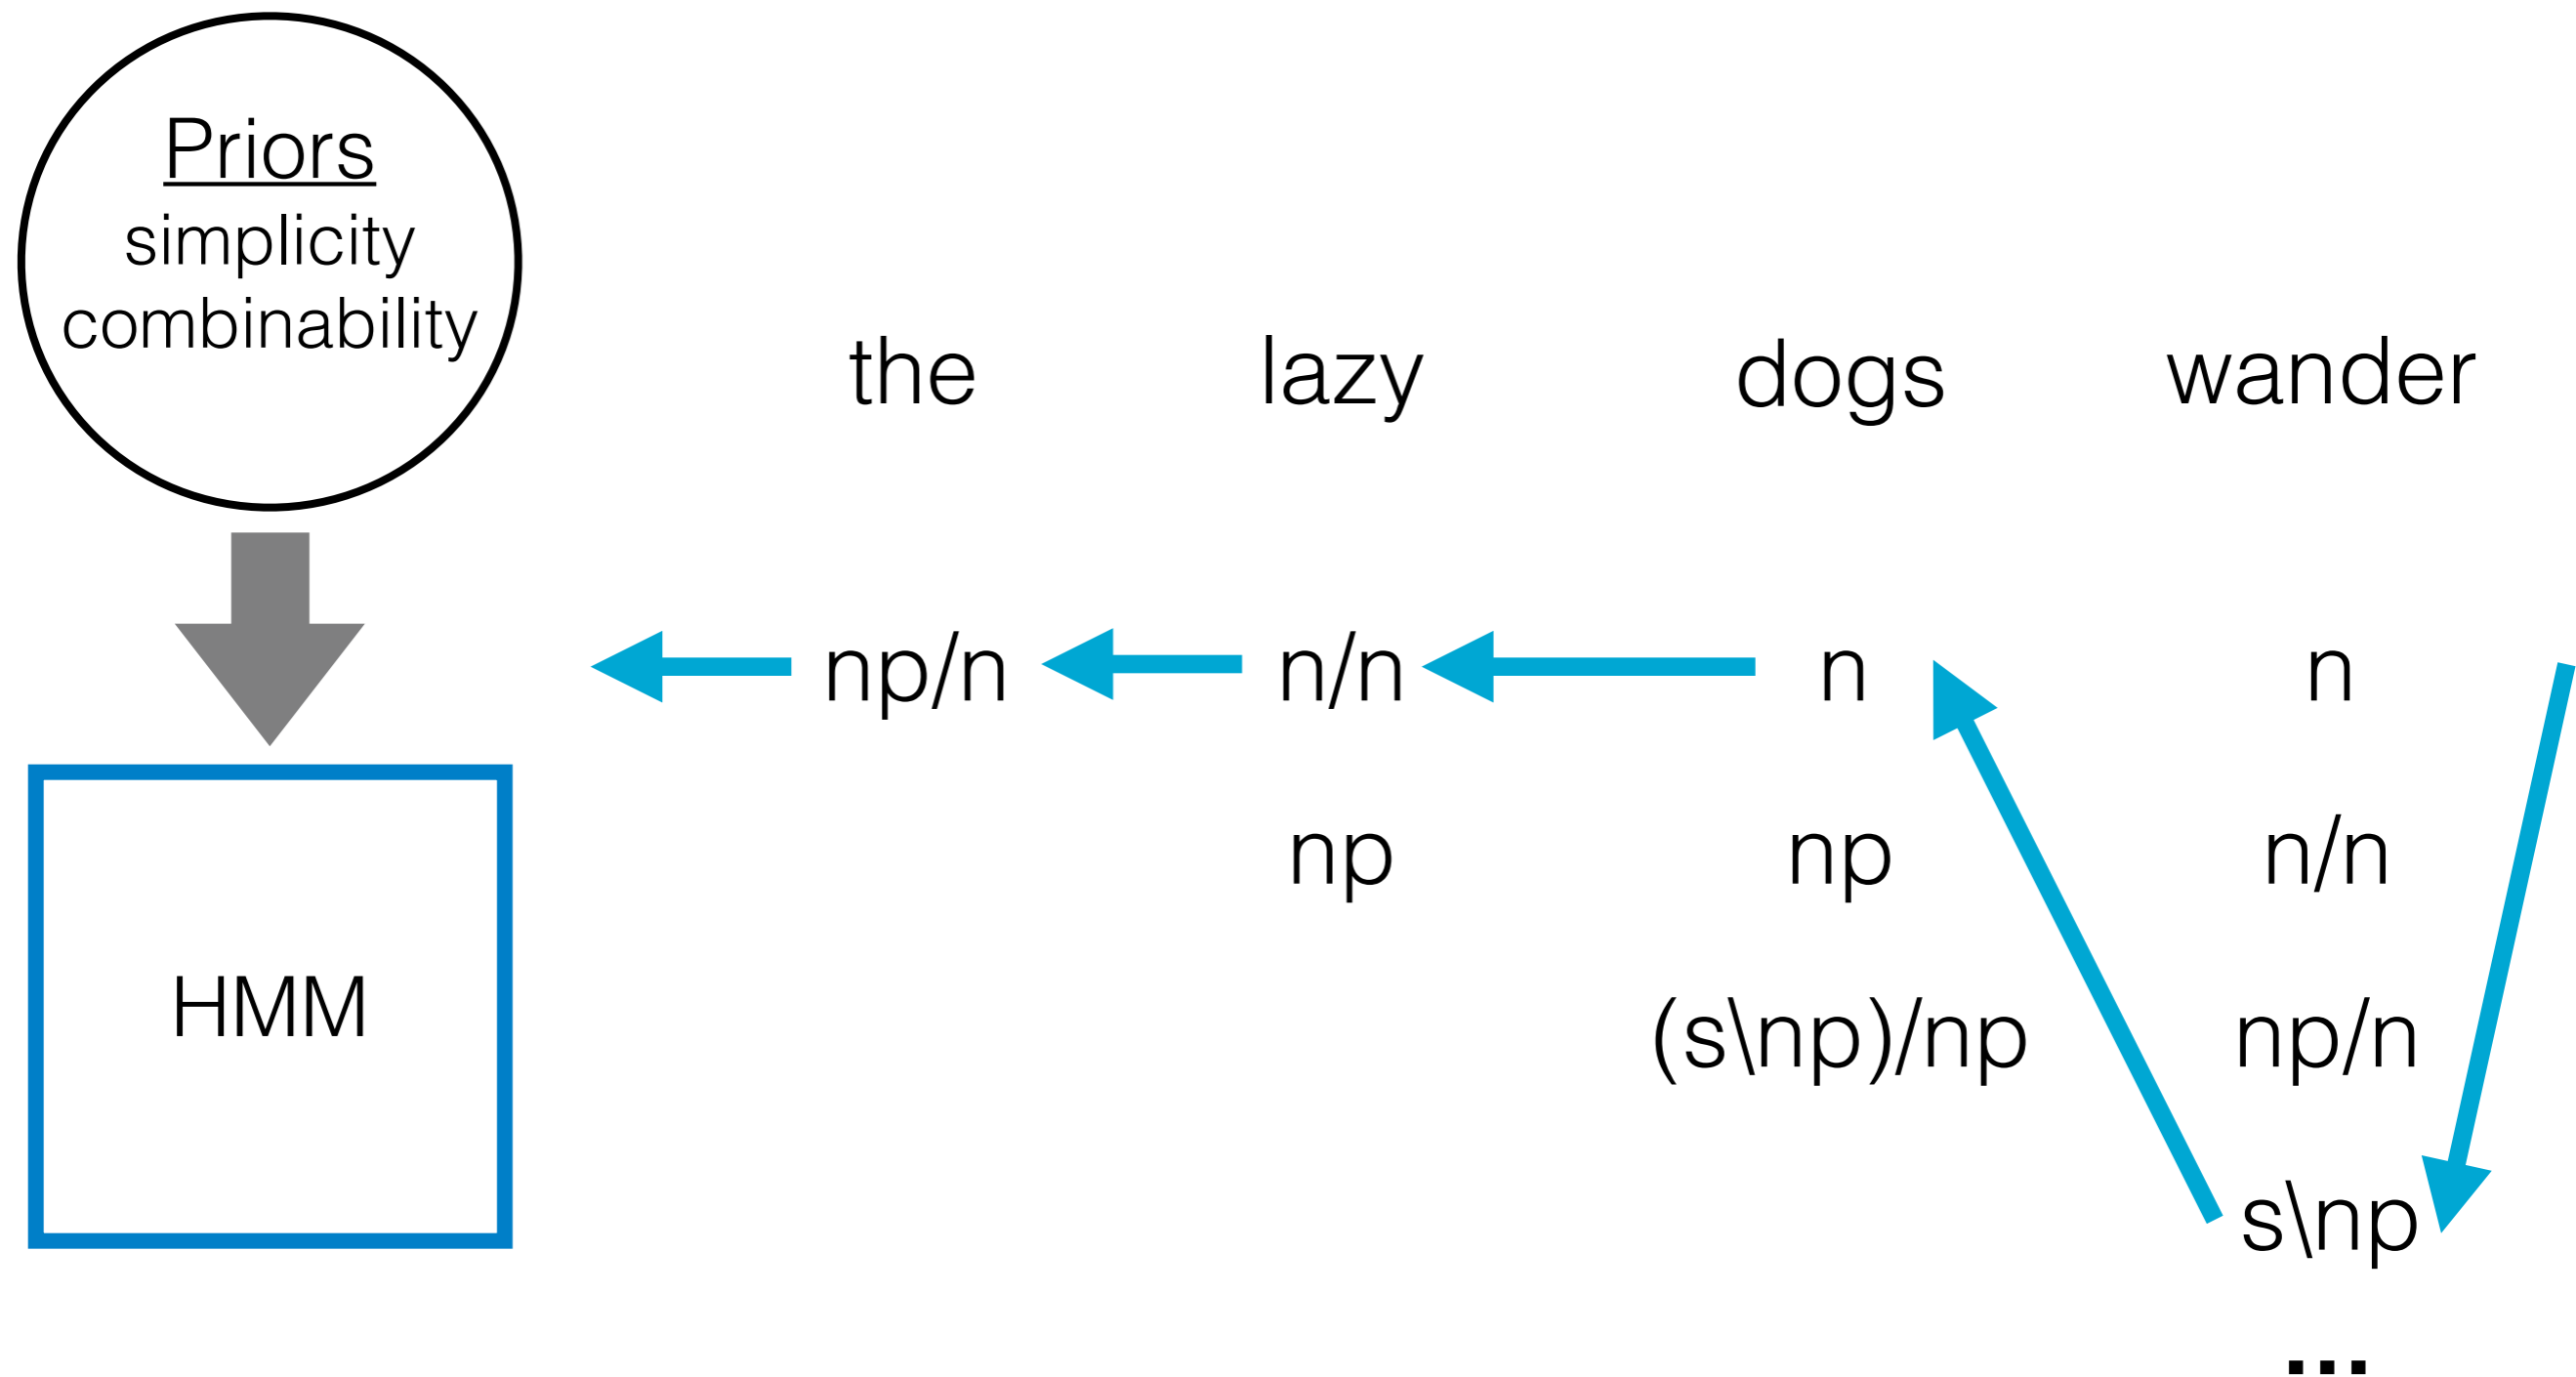 Priors
simplicity
combinability
the lazy dogs wander
np/n n/n n n
np np n/n
(s\np)/np np/n
s\np
...
HMM